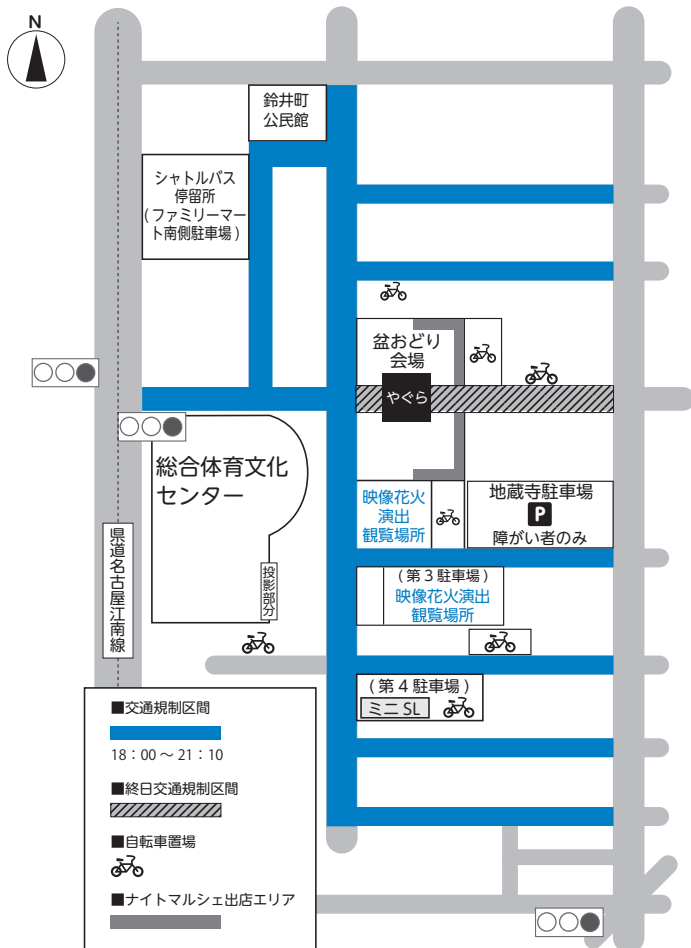 N
鈴井町
公民館
シャトルバス
停留所
(ファミリーマー
ト南側駐車場)
盆おどり
会場
やぐら
総合体育文化
センター
映像花火
演出
観覧場所
地蔵寺駐車場
P
障がい者のみ
県道名古屋江南線
投影部分
(第3駐車場)
映像花火演出
観覧場所
(第4駐車場)
ミニSL
■交通規制区間
18:00～21:10
■終日交通規制区間
■自転車置場
■ナイトマルシェ出店エリア